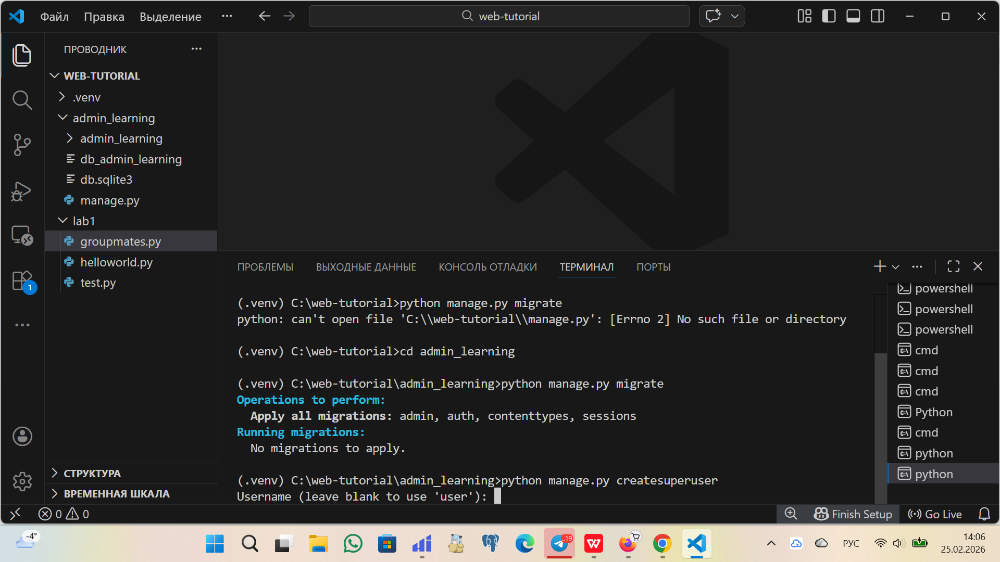 Файл Правка Выделение ··· web-tutorial
ПРОВОДНИК ···
WEB-TUTORIAL
.venv
admin_learning
admin_learning
db_admin_learning
db.sqlite3
manage.py
lab1
groupmates.py
helloworld.py
test.py
1
СТРУКТУРА
ВРЕМЕННАЯ ШКАЛА
ПРОБЛЕМЫ ВЫХОДНЫЕ ДАННЫЕ КОНСОЛЬ ОТЛАДКИ ТЕРМИНАЛ ПОРТЫ
(.venv) C:\web-tutorial>python manage.py migrate
python: can't open file 'C:\\web-tutorial\\manage.py': [Errno 2] No such file or directory
(.venv) C:\web-tutorial>cd admin_learning
(.venv) C:\web-tutorial\admin_learning>python manage.py migrate
Operations to perform:
Apply all migrations: admin, auth, contenttypes, sessions
Running migrations:
No migrations to apply.
(.venv) C:\web-tutorial\admin_learning>python manage.py createsuperuser
Username (leave blank to use 'user'):
powershell
powershell
powershell
cmd
cmd
cmd
Python
cmd
python
python
0 0 Finish Setup Go Live
-4° ..19 W РУС 14:06
25.02.2026